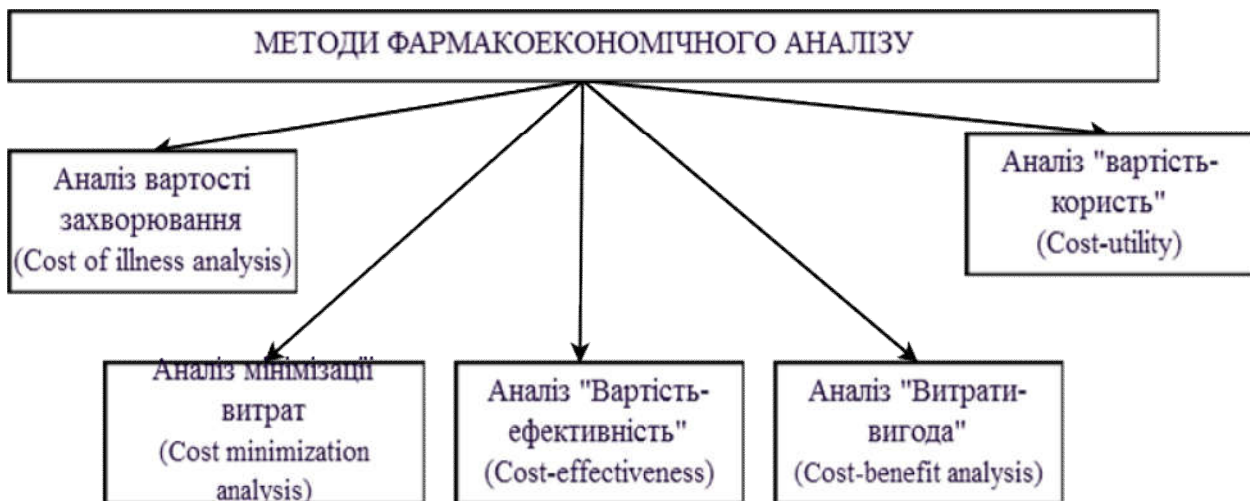 МЕТОДИ ФАРМАКОЕКОНОМІЧНОГО АНАЛІЗУ
Аналіз вартості
захворювання
(Cost of illness analysis)
Аналіз "вартість-
користь"
(Cost-utility)
Аналіз мінімізації
витрат
(Cost minimization
analysis)
Аналіз "Вартість-
ефективність"
(Cost-effectiveness)
Аналіз "Витрати-
вигода"
(Cost-benefit analysis)